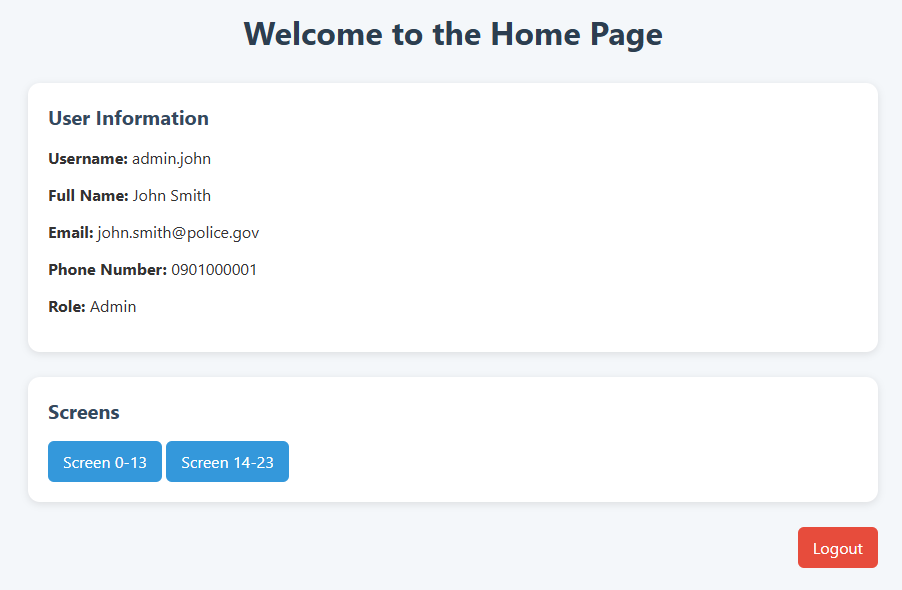 Welcome to the Home Page
User Information
Username: admin.john
Full Name: John Smith
Email: john.smith@police.gov
Phone Number: 0901000001
Role: Admin
Screens
Screen 0-13 Screen 14-23
Logout